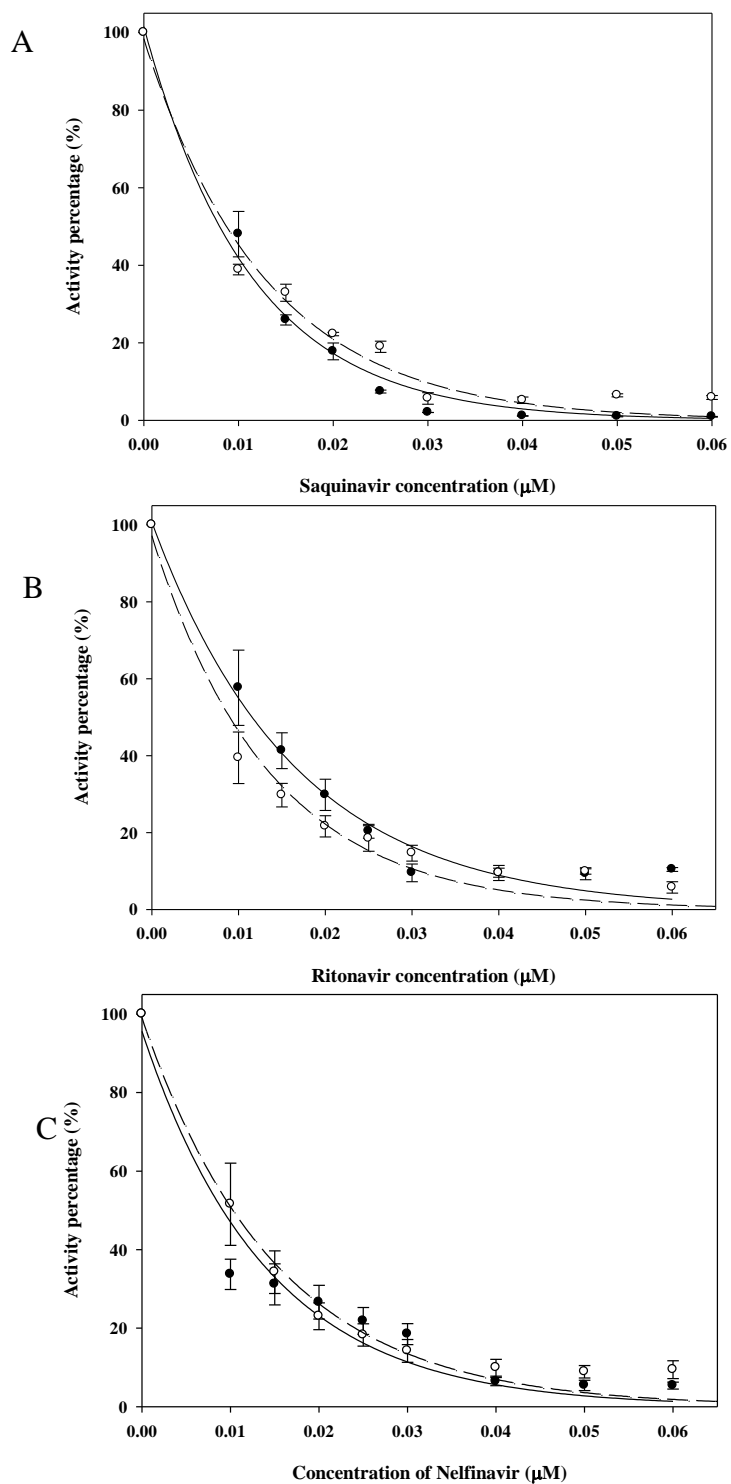 A
100
80
60
40
20
0
Activity percentage (%)
0.00 0.01 0.02 0.03 0.04 0.05 0.06
Saquinavir concentration (μM)
B
100
80
60
40
20
0
Activity percentage (%)
0.00 0.01 0.02 0.03 0.04 0.05 0.06
Ritonavir concentration (μM)
C
100
80
60
40
20
0
Activity percentage (%)
0.00 0.01 0.02 0.03 0.04 0.05 0.06
Concentration of Nelfinavir (μM)